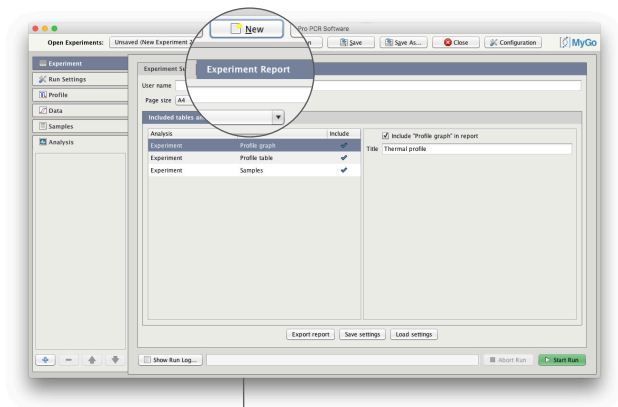 New
Pro PCR Software
Open Experiments:
Unsaved (New Experiment
Save
Save As...
Close
Configuration
MyGo
Experiment
Run Settings
Profile
Data
Samples
Analysis
Experiment Report
User name
Page size A4
Included tables
Analysis Include
Experiment Profile graph
Experiment Profile table
Experiment Samples
Include "Profile graph" in report
Title Thermal profile
Export report
Save settings
Load settings
Show Run Log...
Abort Run
Start Run